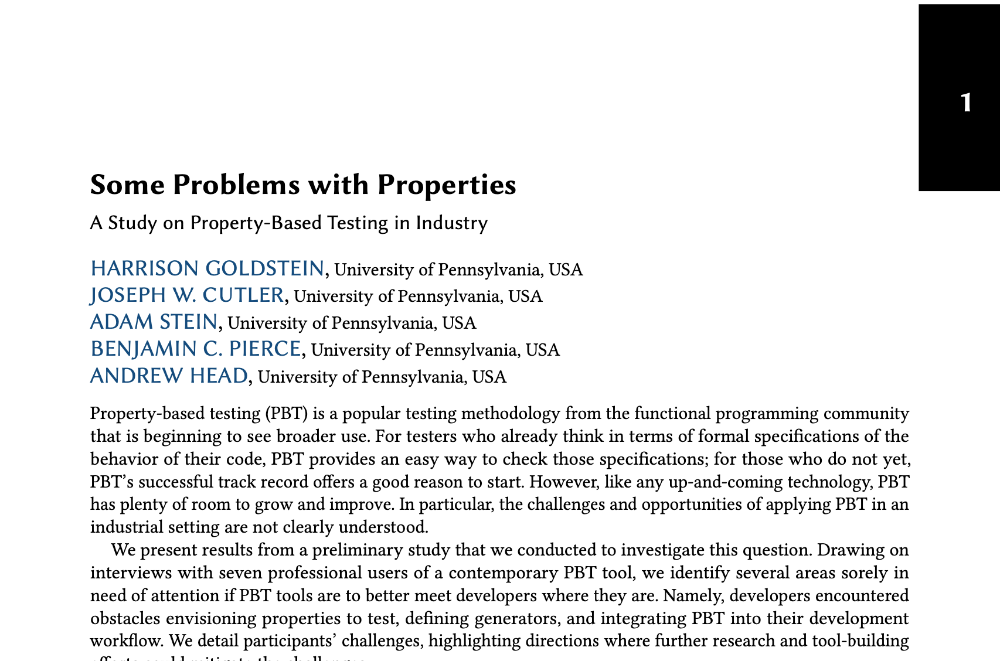 1
Some Problems with Properties
A Study on Property-Based Testing in Industry
HARRISON GOLDSTEIN, University of Pennsylvania, USA
JOSEPH W. CUTLER, University of Pennsylvania, USA
ADAM STEIN, University of Pennsylvania, USA
BENJAMIN C. PIERCE, University of Pennsylvania, USA
ANDREW HEAD, University of Pennsylvania, USA
Property-based testing (PBT) is a popular testing methodology from the functional programming community
that is beginning to see broader use. For testers who already think in terms of formal specifications of the
behavior of their code, PBT provides an easy way to check those specifications; for those who do not yet,
PBT’s successful track record offers a good reason to start. However, like any up-and-coming technology, PBT
has plenty of room to grow and improve. In particular, the challenges and opportunities of applying PBT in an
industrial setting are not clearly understood.
We present results from a preliminary study that we conducted to investigate this question. Drawing on
interviews with seven professional users of a contemporary PBT tool, we identify several areas sorely in
need of attention if PBT tools are to better meet developers where they are. Namely, developers encountered
obstacles envisioning properties to test, defining generators, and integrating PBT into their development
workflow. We detail participants’ challenges, highlighting directions where further research and tool-building
efforts could mitigate the challenges.